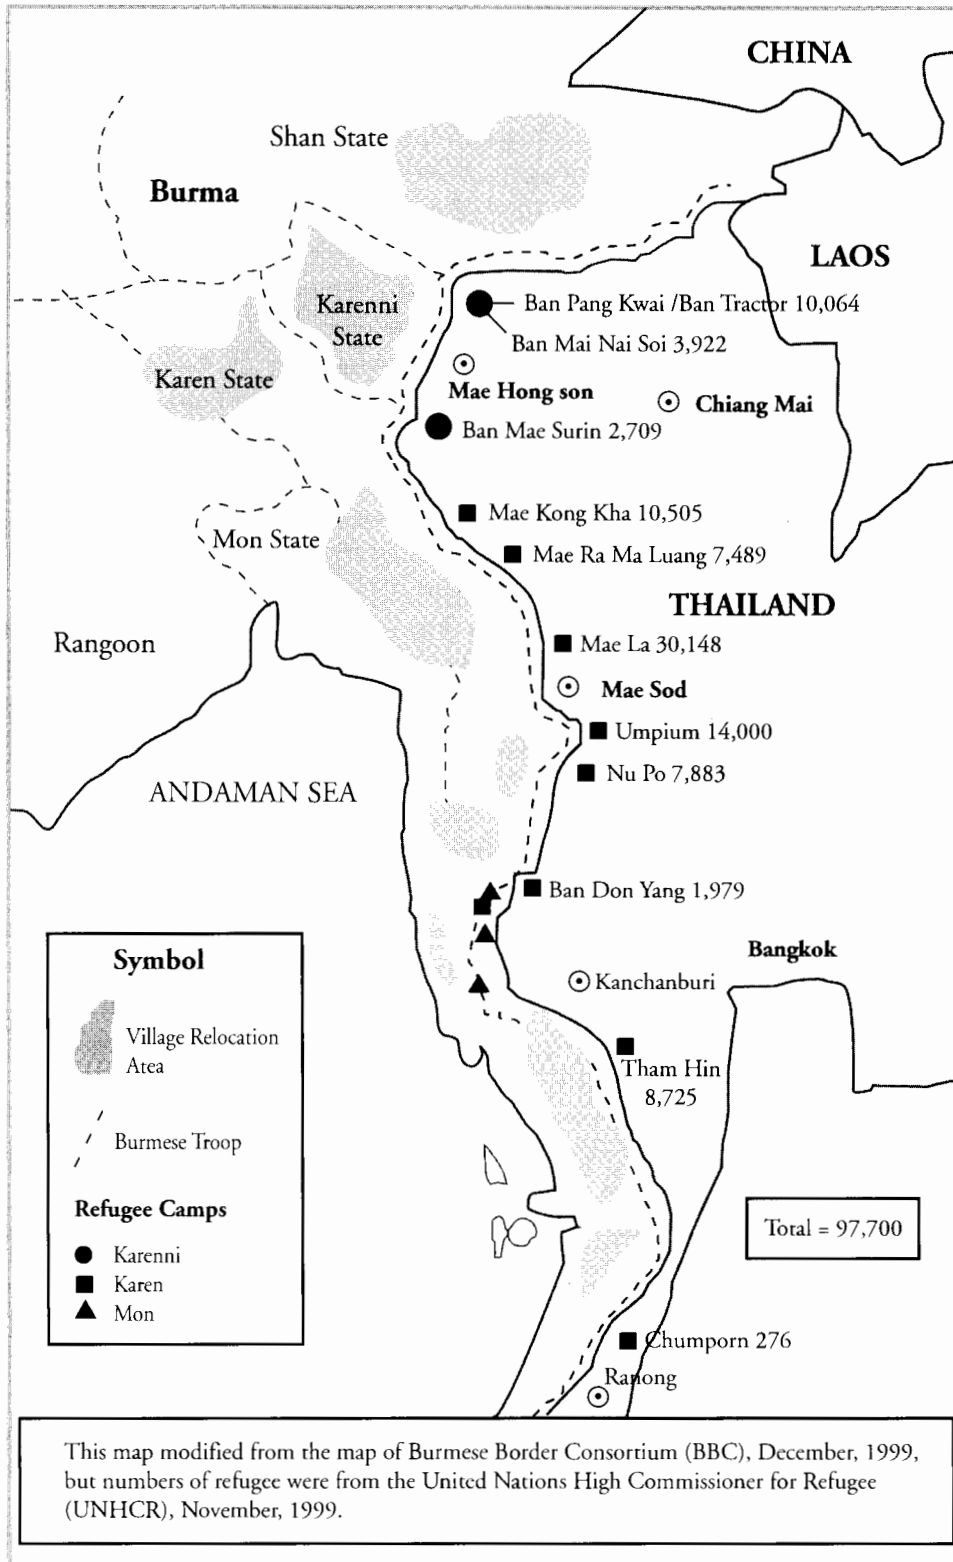 CHINA
Shan State
Burma
LAOS
Karenni
State
Ban Pang Kwai /Ban Tractor 10,064
Ban Mai Nai Soi 3,922
Karen State
Mae Hong son
Chiang Mai
Ban Mae Surin 2,709
Mae Kong Kha 10,505
Mon State
Mae Ra Ma Luang 7,489
THAILAND
Rangoon
Mae La 30,148
Mae Sod
Umpium 14,000
Nu Po 7,883
ANDAMAN SEA
Ban Don Yang 1,979
Bangkok
Kanchanburi
Tham Hin
8,725
Symbol
Village Relocation
Atea
Burmese Troop
Refugee Camps
Karenni
Karen
Mon
Total = 97,700
Chumporn 276
Ranong
This map modified from the map of Burmese Border Consortium (BBC), December, 1999,
but numbers of refugee were from the United Nations High Commissioner for Refugee
(UNHCR), November, 1999.